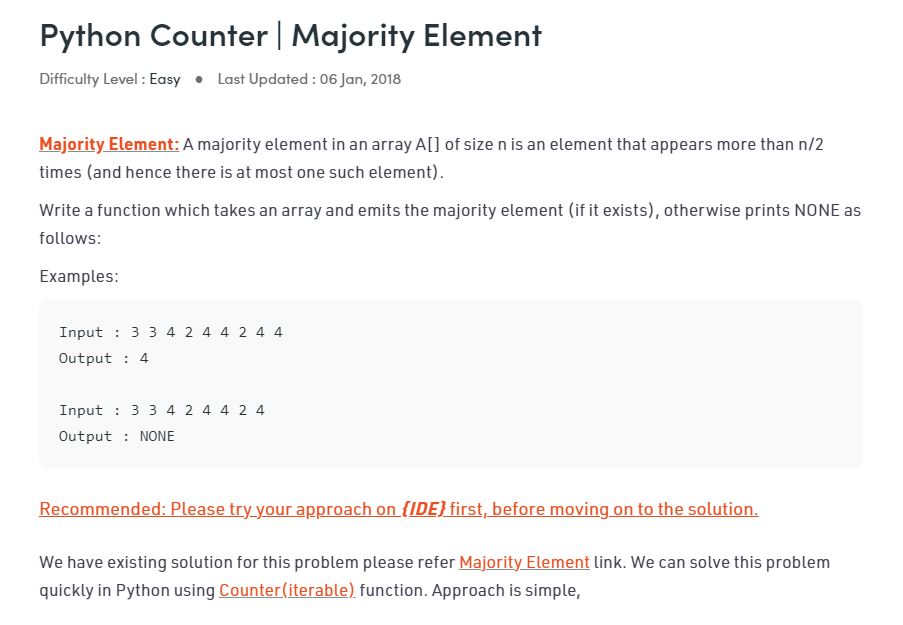 Python Counter | Majority Element
Difficulty Level : Easy ● Last Updated : 06 Jan, 2018
Majority Element: A majority element in an array A[] of size n is an element that appears more than n/2
times (and hence there is at most one such element).
Write a function which takes an array and emits the majority element (if it exists), otherwise prints NONE as
follows:
Examples:
Input : 3 3 4 2 4 4 2 4 4
Output : 4
Input : 3 3 4 2 4 4 2 4
Output : NONE
Recommended: Please try your approach on {IDE} first, before moving on to the solution.
We have existing solution for this problem please refer Majority Element link. We can solve this problem
quickly in Python using Counter(iterable) function. Approach is simple,